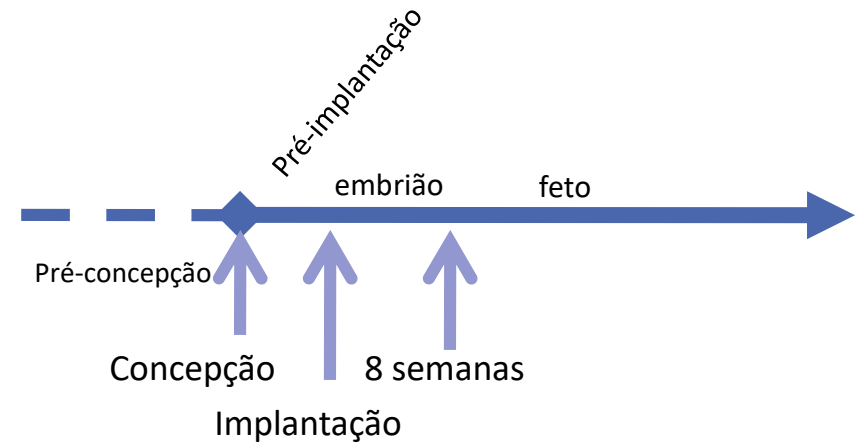 Pré-implantação
embrião
feto
Pré-concepção
Concepção
8 semanas
Implantação